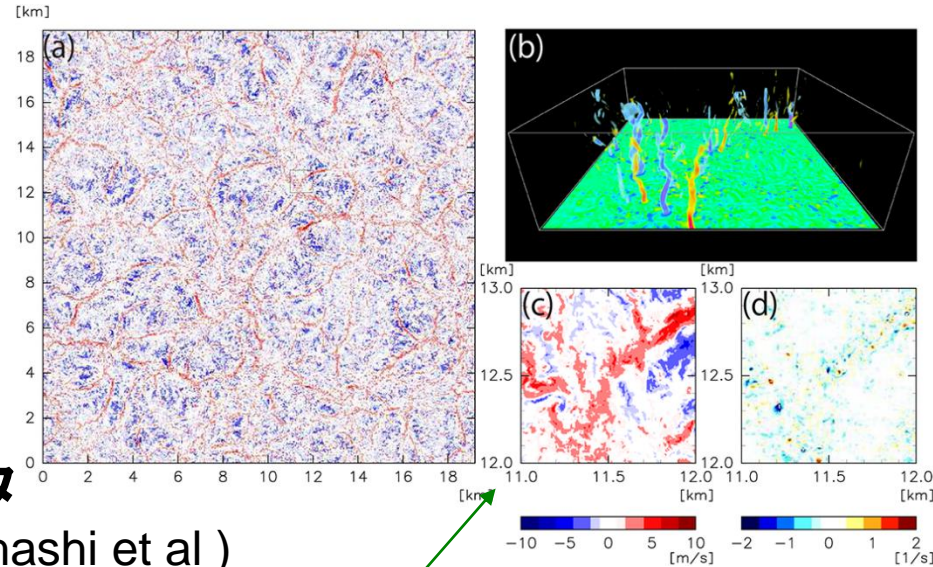 [km]
(a)
18
16
14
12
10
8
6
4
2
0
0 2 4 6 8 10 12 14 16 18
(b)
[km]
13.0
(c)
12.5
12.0
11.0 11.5 12.0
[km]
[km]
13.0
(d)
12.5
12.0
11.0 11.5 12.0
[km]
−10 −5 0 5 10
[m/s]
−2 −1 0 1 2
[1/s]
nashi et al )